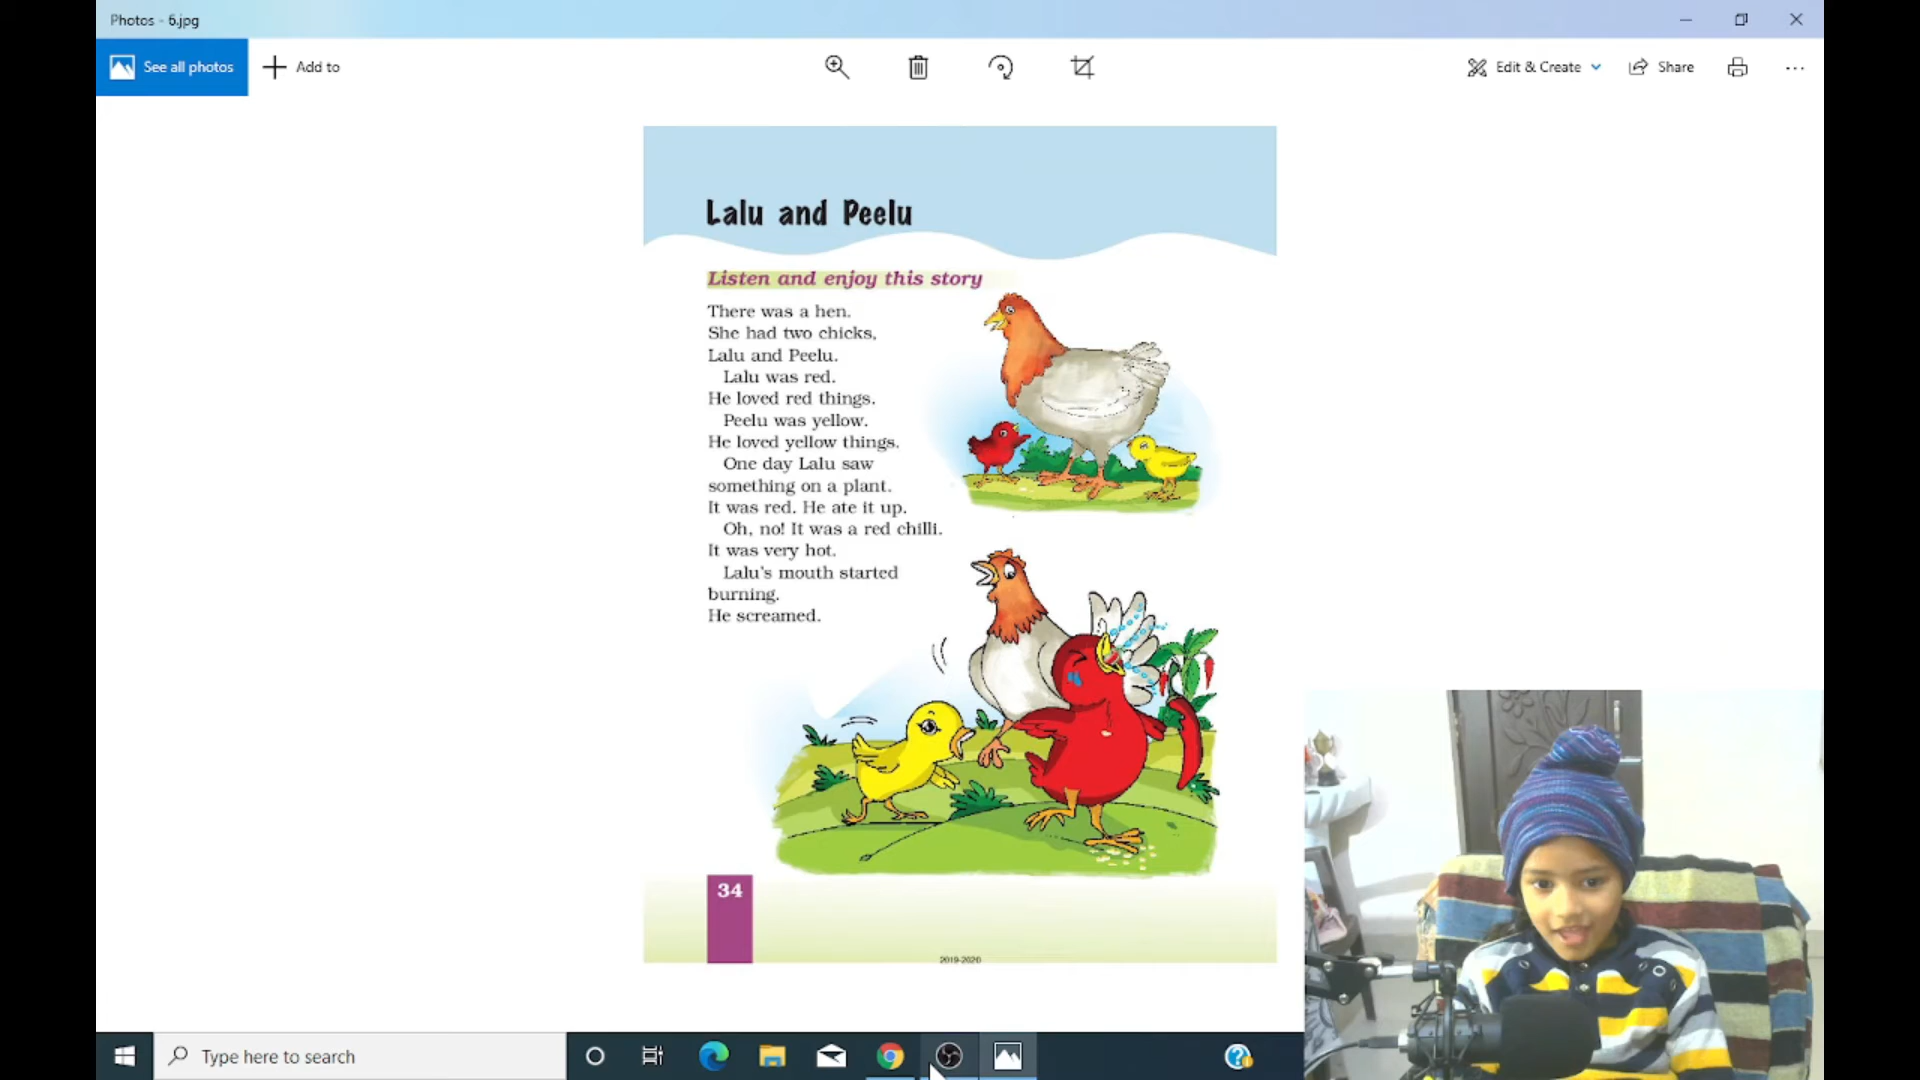 Photos - 6.jpg
See all photos
Add to
Edit & Create
Share
Lalu and Peelu
Listen and enjoy this story
There was a hen.
She had two chicks,
Lalu and Peelu.
Lalu was red.
He loved red things.
Peelu was yellow.
He loved yellow things.
One day Lalu saw
something on a plant.
It was red. He ate it up.
Oh, no! It was a red chilli.
It was very hot.
Lalu's mouth started
burning.
He screamed.
34
2019-2020
Type here to search